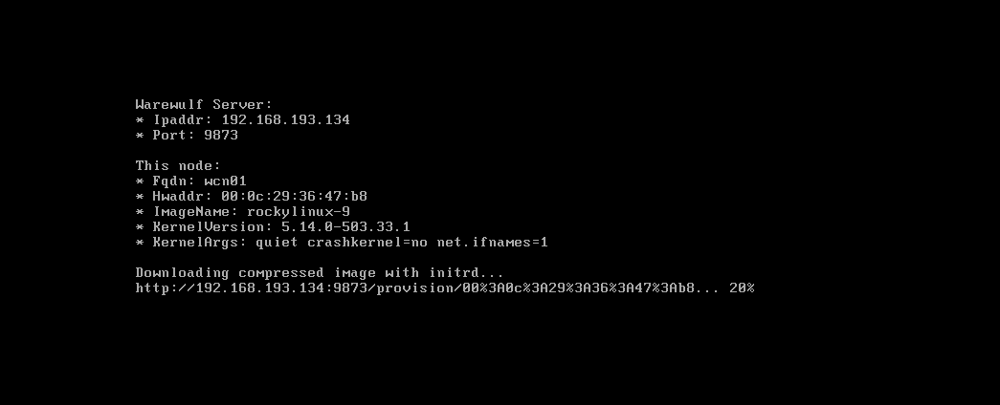 Warewulf Server:
* Ipaddr: 192.168.193.134
* Port: 9873
This node:
* Fqdn: wcn01
* Hwaddr: 00:0c:29:36:47:b8
* ImageName: rockylinux-9
* KernelVersion: 5.14.0-503.33.1
* KernelArgs: quiet crashkernel=no net.ifnames=1
Downloading compressed image with initrd...
http://192.168.193.134:9873/provision/00%3A0c%3A29%3A36%3A47%3Ab8... 20%